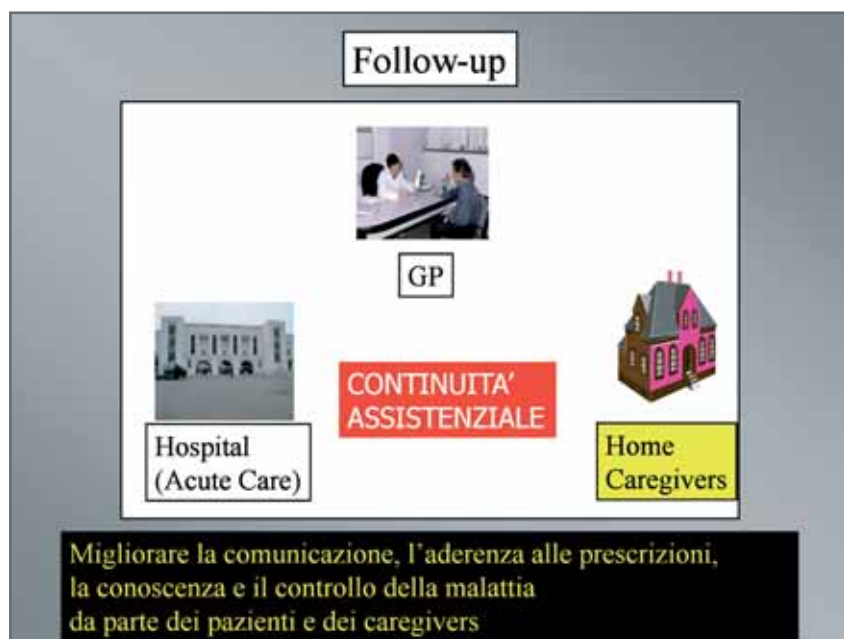 Follow-up
GP
Hospital
(Acute Care)
CONTINUITA'
ASSISTENZIALE
Home
Caregivers
Migliorare la comunicazione, l'aderenza alle prescrizioni,
la conoscenza e il controllo della malattia
da parte dei pazienti e dei caregivers